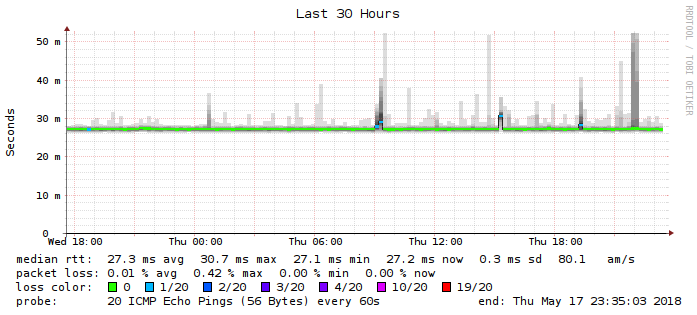 Last 30 Hours
RRDTOOL / TOBI OETIKER
Seconds
50 m
40 m
30 m
20 m
10 m
0
Wed 18:00 Thu 00:00 Thu 06:00 Thu 12:00 Thu 18:00
median rtt: 27.3 ms avg 30.7 ms max 27.1 ms min 27.2 ms now 0.3 ms sd 80.1 am/s
packet loss: 0.01 % avg 0.42 % max 0.00 % min 0.00 % now
loss color: 0 1/20 2/20 3/20 4/20 10/20 19/20
probe: 20 ICMP Echo Pings (56 Bytes) every 60s end: Thu May 17 23:35:03 2018